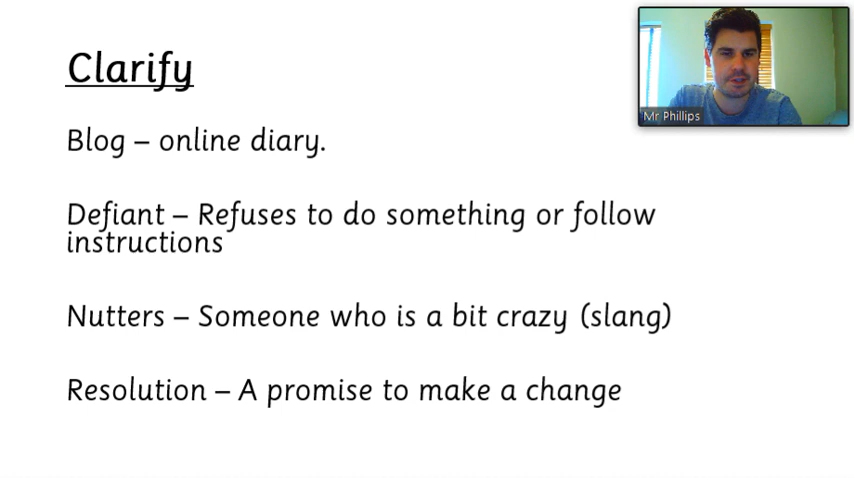 Clarify
Mr Phillips
Blog – online diary.
Defiant – Refuses to do something or follow
instructions
Nutters – Someone who is a bit crazy (slang)
Resolution – A promise to make a change